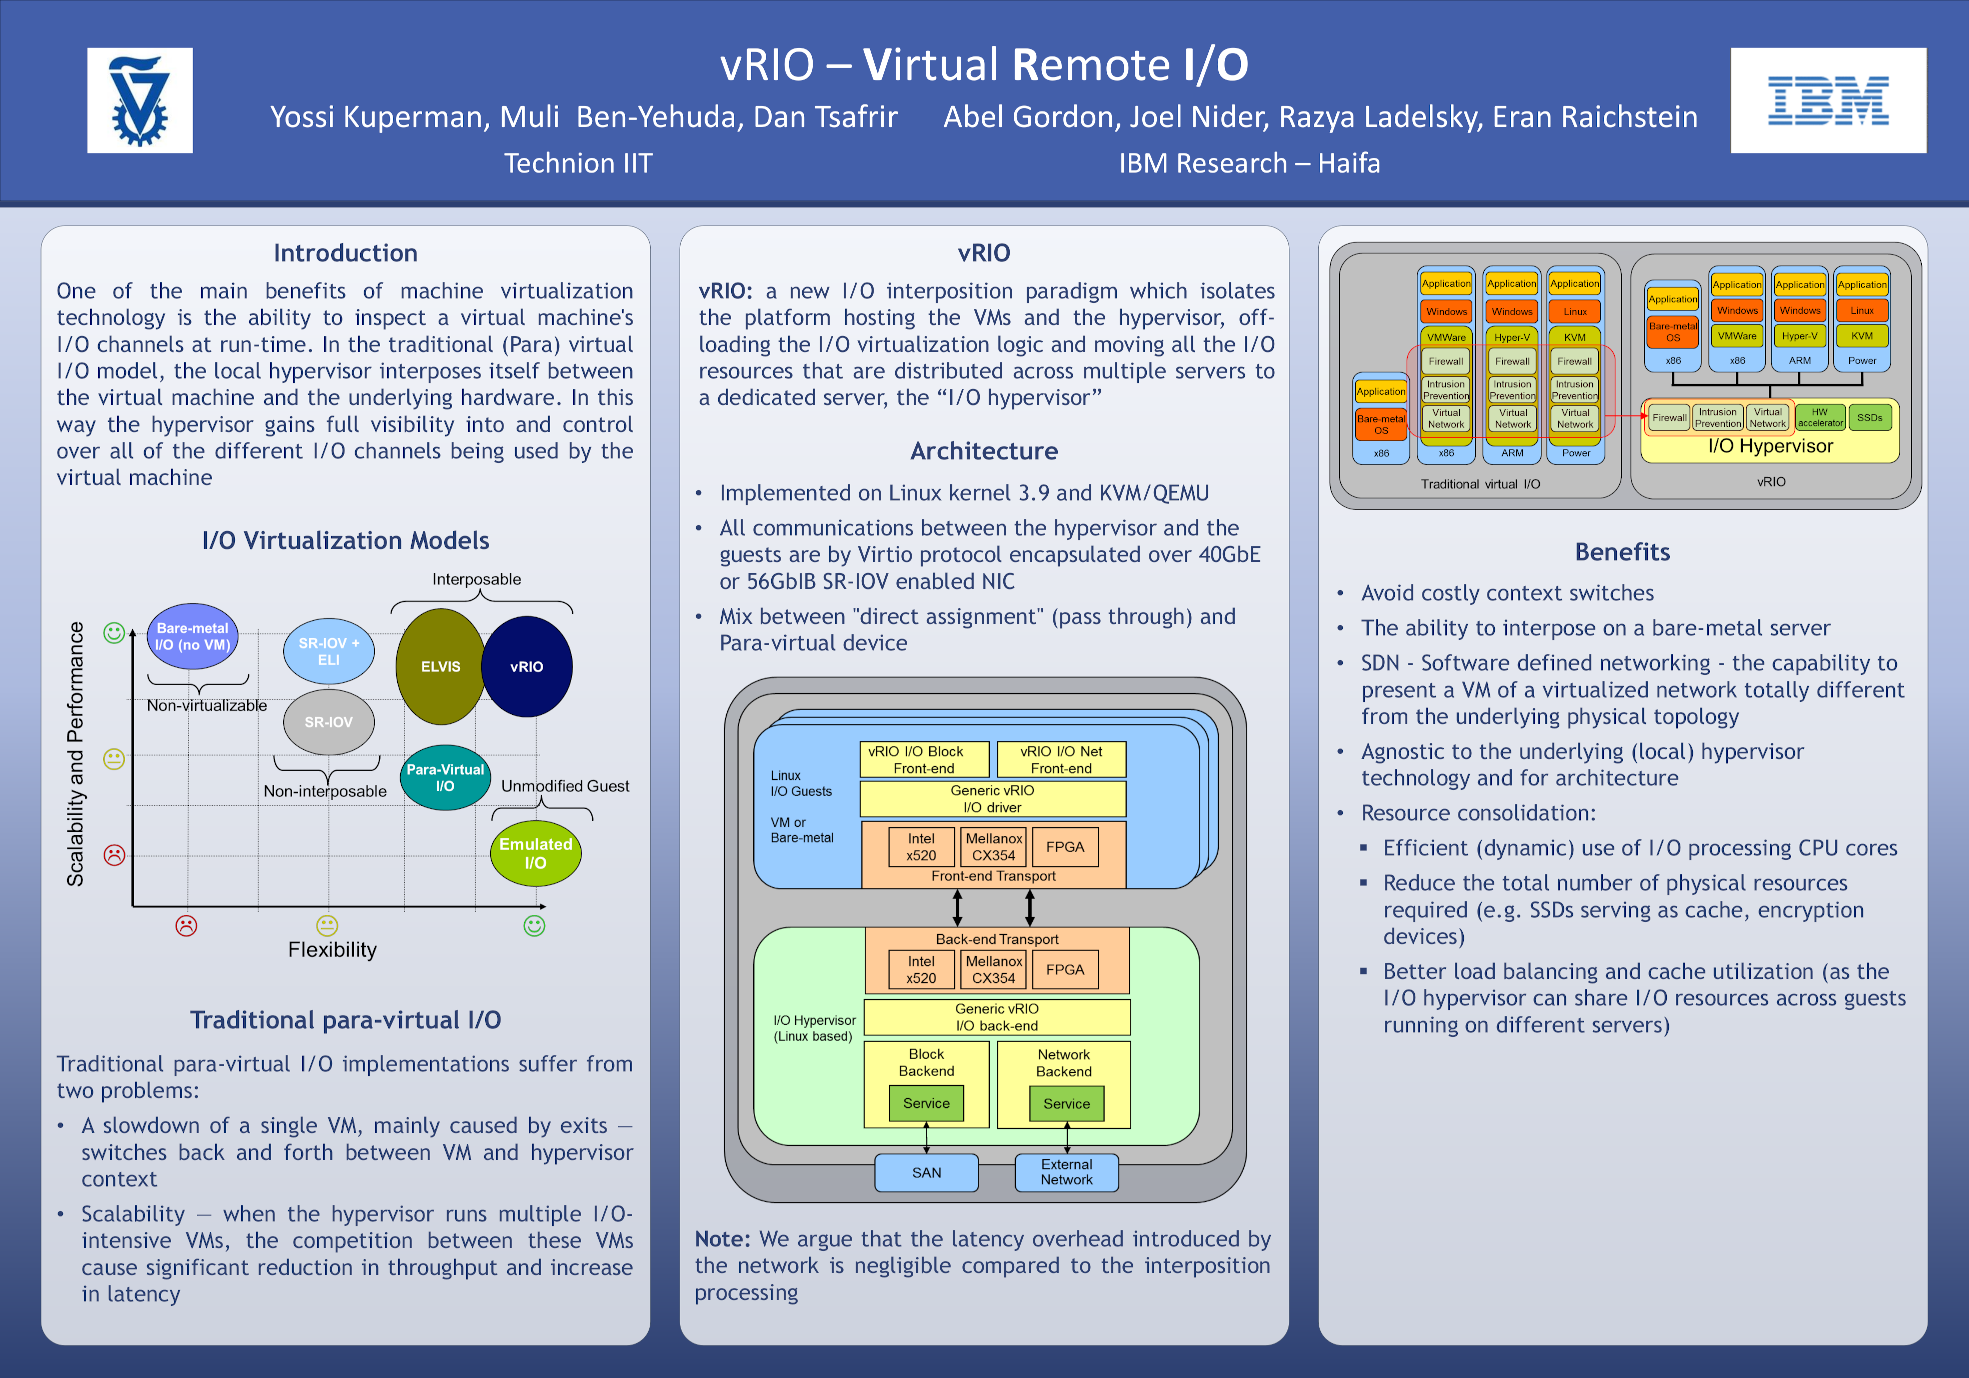 vRIO – Virtual Remote I/O
Yossi Kuperman, Muli Ben-Yehuda, Dan Tsafrir
Technion IIT
Abel Gordon, Joel Nider, Razya Ladelsky, Eran Raichstein
IBM Research – Haifa
IBM
Introduction
One of the main benefits of machine virtualization
technology is the ability to inspect a virtual machine's
I/O channels at run-time. In the traditional (Para) virtual
I/O model, the local hypervisor interposes itself between
the virtual machine and the underlying hardware. In this
way the hypervisor gains full visibility into and control
over all of the different I/O channels being used by the
virtual machine
I/O Virtualization Models
Interposable
Bare-metal
I/O (no VM)
SR-IOV +
ELI
ELVIS
vRIO
Non-virtualizable
SR-IOV
Non-interposable
Para-Virtual
I/O
Unmodified Guest
Emulated
I/O
Scalability and Performance
Flexibility
Traditional para-virtual I/O
Traditional para-virtual I/O implementations suffer from
two problems:
• A slowdown of a single VM, mainly caused by exits —
switches back and forth between VM and hypervisor
context
• Scalability — when the hypervisor runs multiple I/O-
intensive VMs, the competition between these VMs
cause significant reduction in throughput and increase
in latency
vRIO
vRIO: a new I/O interposition paradigm which isolates
the platform hosting the VMs and the hypervisor, off-
loading the I/O virtualization logic and moving all the I/O
resources that are distributed across multiple servers to
a dedicated server, the “I/O hypervisor”
Architecture
• Implemented on Linux kernel 3.9 and KVM/QEMU
• All communications between the hypervisor and the
guests are by Virtio protocol encapsulated over 40GbE
or 56GbIB SR-IOV enabled NIC
• Mix between "direct assignment" (pass through) and
Para-virtual device
Linux
I/O Guests
VM or
Bare-metal
vRIO I/O Block
Front-end
vRIO I/O Net
Front-end
Generic vRIO
I/O driver
Intel
x520
Mellanox
CX354
FPGA
Front-end Transport
Back-end Transport
Intel
x520
Mellanox
CX354
FPGA
I/O Hypervisor
(Linux based)
Generic vRIO
I/O back-end
Block
Backend
Service
Network
Backend
Service
SAN
External
Network
Note: We argue that the latency overhead introduced by
the network is negligible compared to the interposition
processing
Application
Bare-metal
OS
x86
Application
Windows
VMWare
Firewall
Intrusion
Prevention
Virtual
Network
x86
Application
Windows
Hyper-V
Firewall
Intrusion
Prevention
Virtual
Network
ARM
Application
Linux
KVM
Firewall
Intrusion
Prevention
Virtual
Network
Power
Traditional virtual I/O
Application
Bare-metal
OS
x86
Application
Windows
VMWare
x86
Application
Windows
Hyper-V
ARM
Application
Linux
KVM
Power
Firewall
Intrusion
Prevention
Virtual
Network
HW
accelerator
SSDs
I/O Hypervisor
vRIO
Benefits
• Avoid costly context switches
• The ability to interpose on a bare-metal server
• SDN - Software defined networking - the capability to
present a VM of a virtualized network totally different
from the underlying physical topology
• Agnostic to the underlying (local) hypervisor
technology and for architecture
• Resource consolidation:
▪ Efficient (dynamic) use of I/O processing CPU cores
▪ Reduce the total number of physical resources
required (e.g. SSDs serving as cache, encryption
devices)
▪ Better load balancing and cache utilization (as the
I/O hypervisor can share I/O resources across guests
running on different servers)